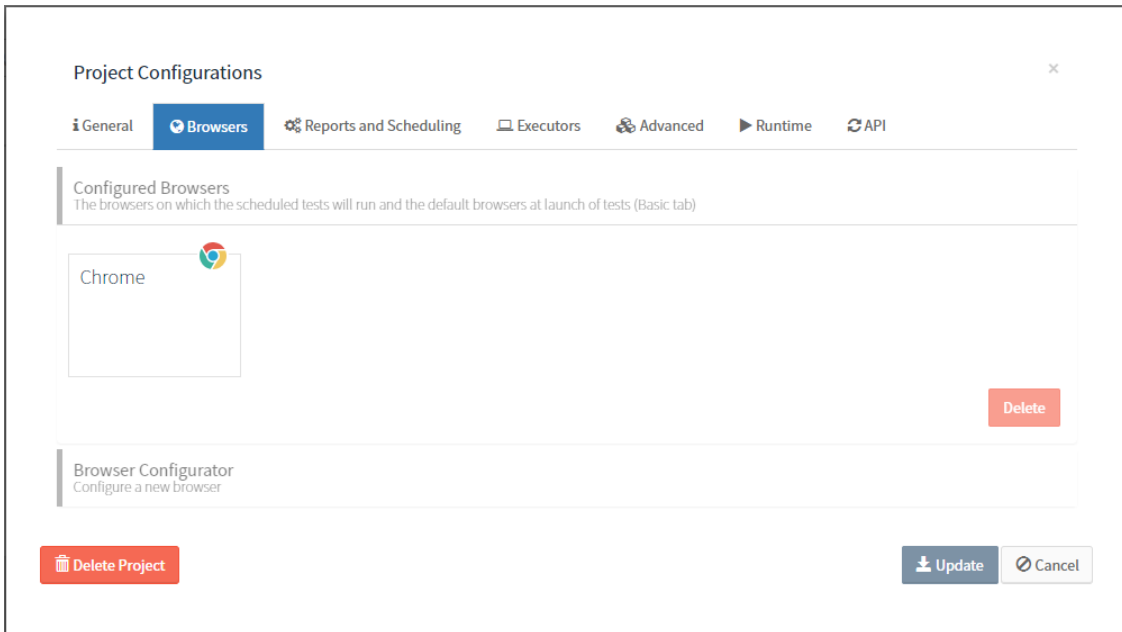 Project Configurations
×
General Browsers Reports and Scheduling Executors Advanced Runtime API
Configured Browsers
The browsers on which the scheduled tests will run and the default browsers at launch of tests (Basic tab)
Chrome
Delete
Browser Configurator
Configure a new browser
Delete Project Update Cancel